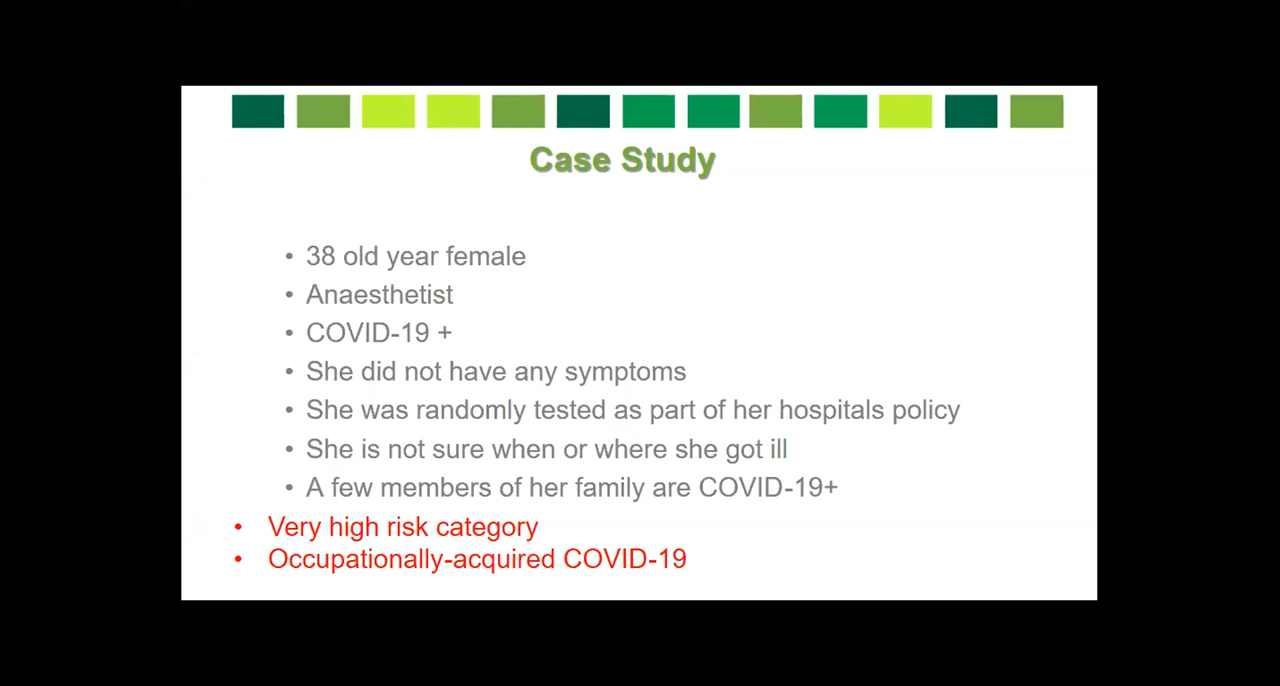 Case Study
• 38 old year female
• Anaesthetist
• COVID-19 +
• She did not have any symptoms
• She was randomly tested as part of her hospitals policy
• She is not sure when or where she got ill
• A few members of her family are COVID-19+
• Very high risk category
• Occupationally-acquired COVID-19